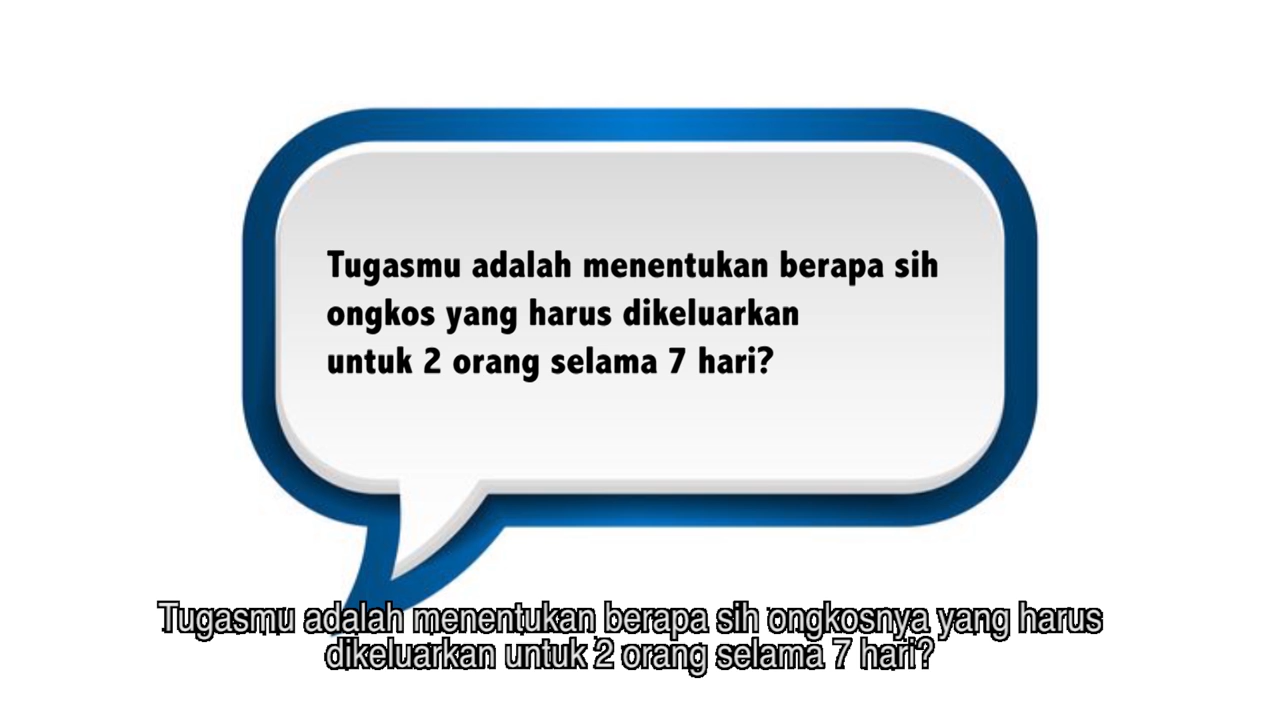 Tugasmu adalah menentukan berapa sih
ongkos yang harus dikeluarkan
untuk 2 orang selama 7 hari?
Tugasmu adalah menentukan berapa sih ongkosnya yang harus
dikeluarkan untuk 2 orang selama 7 hari?